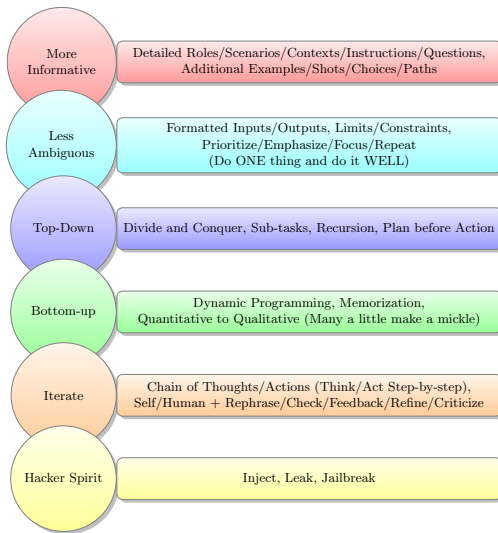 More
Informative
Detailed Roles/Scenarios/Contexts/Instructions/Questions,
Additional Examples/Shots/Choices/Paths
Less
Ambiguous
Formatted Inputs/Outputs, Limits/Constraints,
Prioritize/Emphasize/Focus/Repeat
(Do ONE thing and do it WELL)
Top-Down
Divide and Conquer, Sub-tasks, Recursion, Plan before Action
Bottom-up
Dynamic Programming, Memorization,
Quantitative to Qualitative (Many a little make a mickle)
Iterate
Chain of Thoughts/Actions (Think/Act Step-by-step),
Self/Human + Rephrase/Check/Feedback/Refine/Criticize
Hacker Spirit
Inject, Leak, Jailbreak